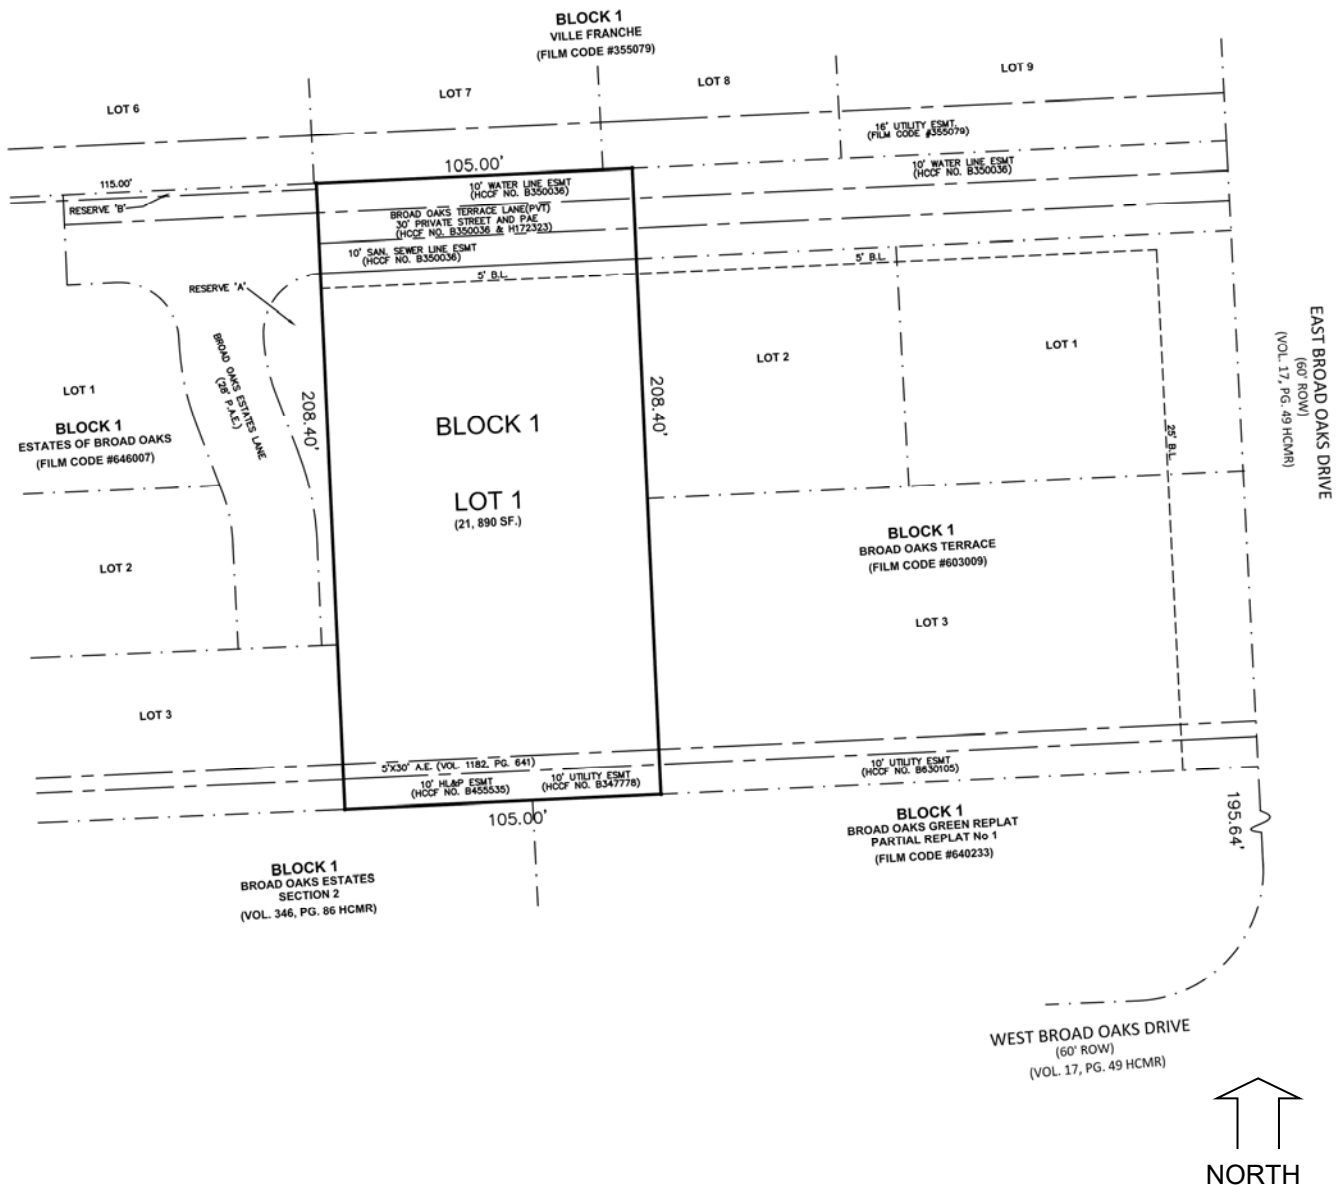 BLOCK 1
VILLE FRANCHE
(FILM CODE #355079)
LOT 6
LOT 7
LOT 8
LOT 9
16' UTILITY ESMT.
(FILM CODE #355079)
105.00'
10' WATER LINE ESMT
(HCCF NO. B350036)
115.00'
RESERVE 'B'
10' WATER LINE ESMT
(HCCF NO. B350036)
BROAD OAKS TERRACE LANE(PVT)
30' PRIVATE STREET AND PAE
(HCCF NO. B350036 & H172323)
10' SAN. SEWER LINE ESMT
(HCCF NO. B350036)
5' B.L.
5' B.L.
RESERVE 'A'
BROAD OAKS ESTATES LANE
(28' P.A.E.)
LOT 1
BLOCK 1
ESTATES OF BROAD OAKS
(FILM CODE #646007)
LOT 2
LOT 3
208.40'
BLOCK 1
LOT 1
(21, 890 SF.)
208.40'
LOT 2
LOT 1
25' B.L.
EAST BROAD OAKS DRIVE
(60' ROW)
(VOL. 17, PG. 49 HCMR)
BLOCK 1
BROAD OAKS TERRACE
(FILM CODE #603009)
LOT 3
5'X30' A.E. (VOL. 1182, PG. 641)
10' HL&P ESMT
(HCCF NO. B455535)
10' UTILITY ESMT
(HCCF NO. B347778)
10' UTILITY ESMT
(HCCF NO. B630105)
105.00'
BLOCK 1
BROAD OAKS GREEN REPLAT
PARTIAL REPLAT No 1
(FILM CODE #640233)
195.64'
BLOCK 1
BROAD OAKS ESTATES
SECTION 2
(VOL. 346, PG. 86 HCMR)
WEST BROAD OAKS DRIVE
(60' ROW)
(VOL. 17, PG. 49 HCMR)
NORTH